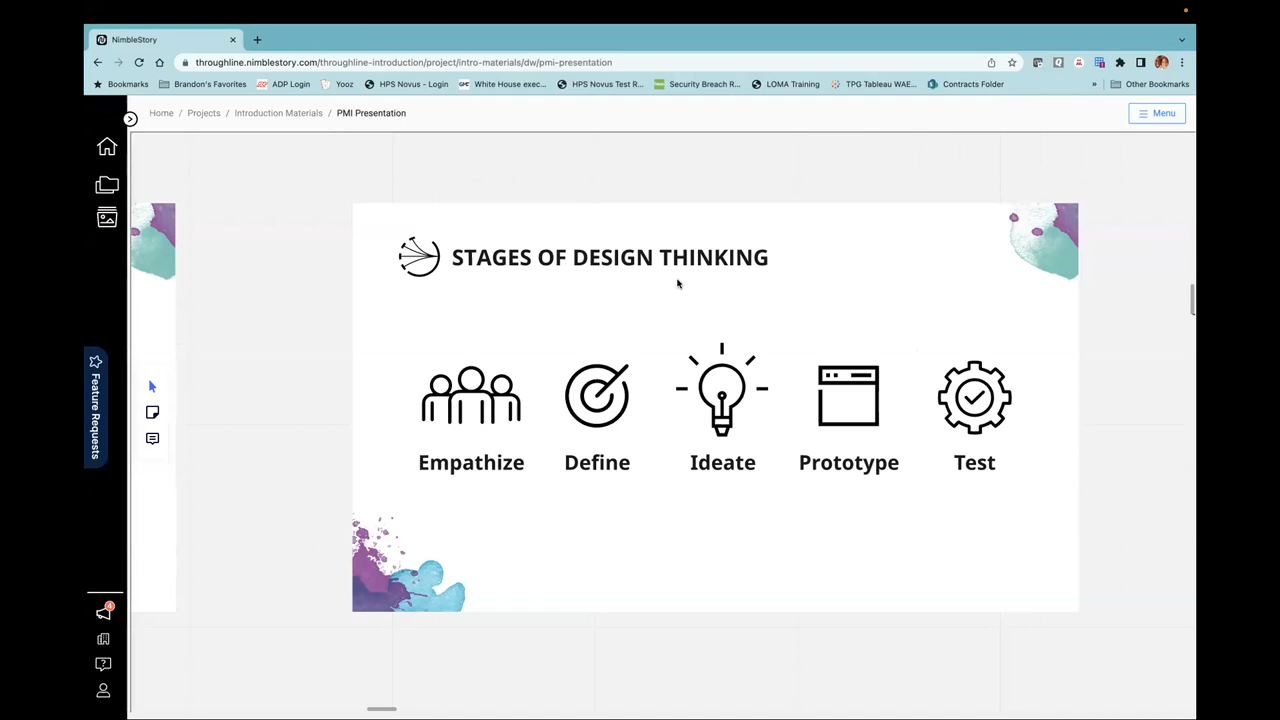 NimbleStory
throughline.nimblestory.com/throughline-introduction/project/intro-materials/dw/pmi-presentation
Bookmarks Brandon's Favorites ADP Login Yooz HPS Novus - Login White House exec... HPS Novus Test R... Security Breach R... LOMA Training TPG Tableau WAE... Contracts Folder » Other Bookmarks
Home / Projects / Introduction Materials / PMI Presentation
Menu
STAGES OF DESIGN THINKING
Empathize Define Ideate Prototype Test
Feature Requests
4